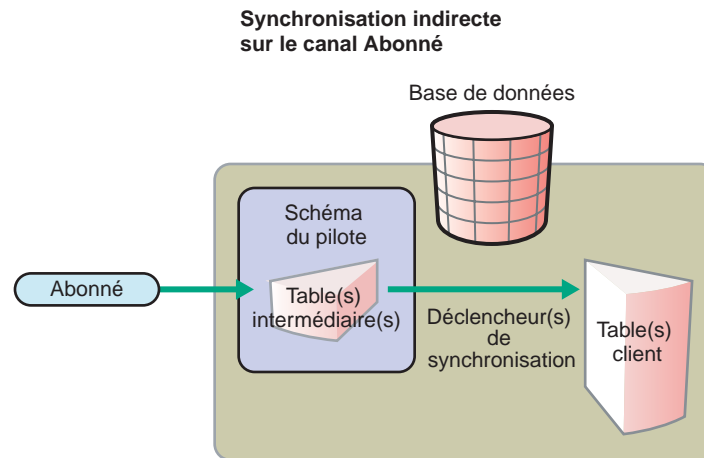 Synchronisation indirecte
sur le canal Abonné
Base de données
Schéma
du pilote
Abonné
Table(s)
intermédiaire(s)
Déclencheur(s)
de
synchronisation
Table(s)
client